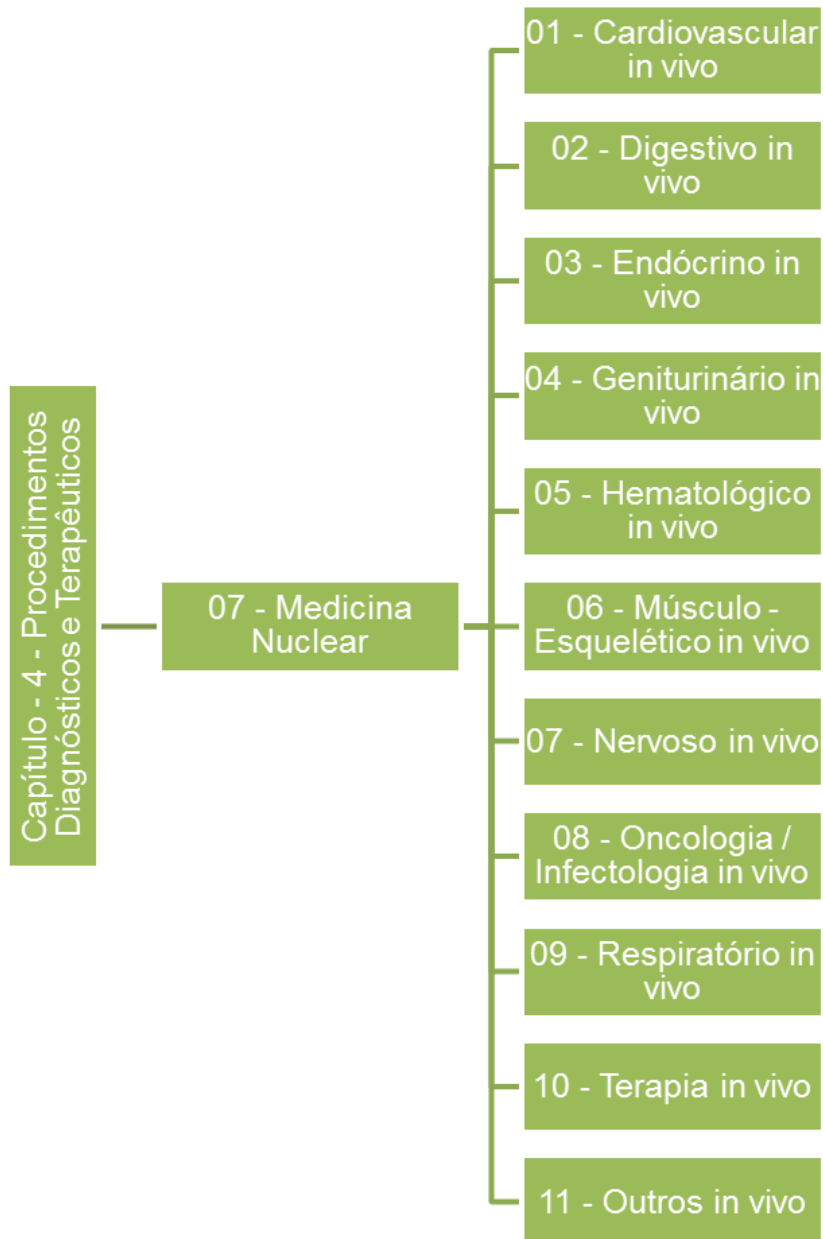 Capítulo - 4 - Procedimentos
Diagnósticos e Terapêuticos
07 - Medicina
Nuclear
01 - Cardiovascular
in vivo
02 - Digestivo in
vivo
03 - Endócrino in
vivo
04 - Geniturinário in
vivo
05 - Hematológico
in vivo
06 - Músculo -
Esquelético in vivo
07 - Nervoso in vivo
08 - Oncologia /
Infectologia in vivo
09 - Respiratório in
vivo
10 - Terapia in vivo
11 - Outros in vivo